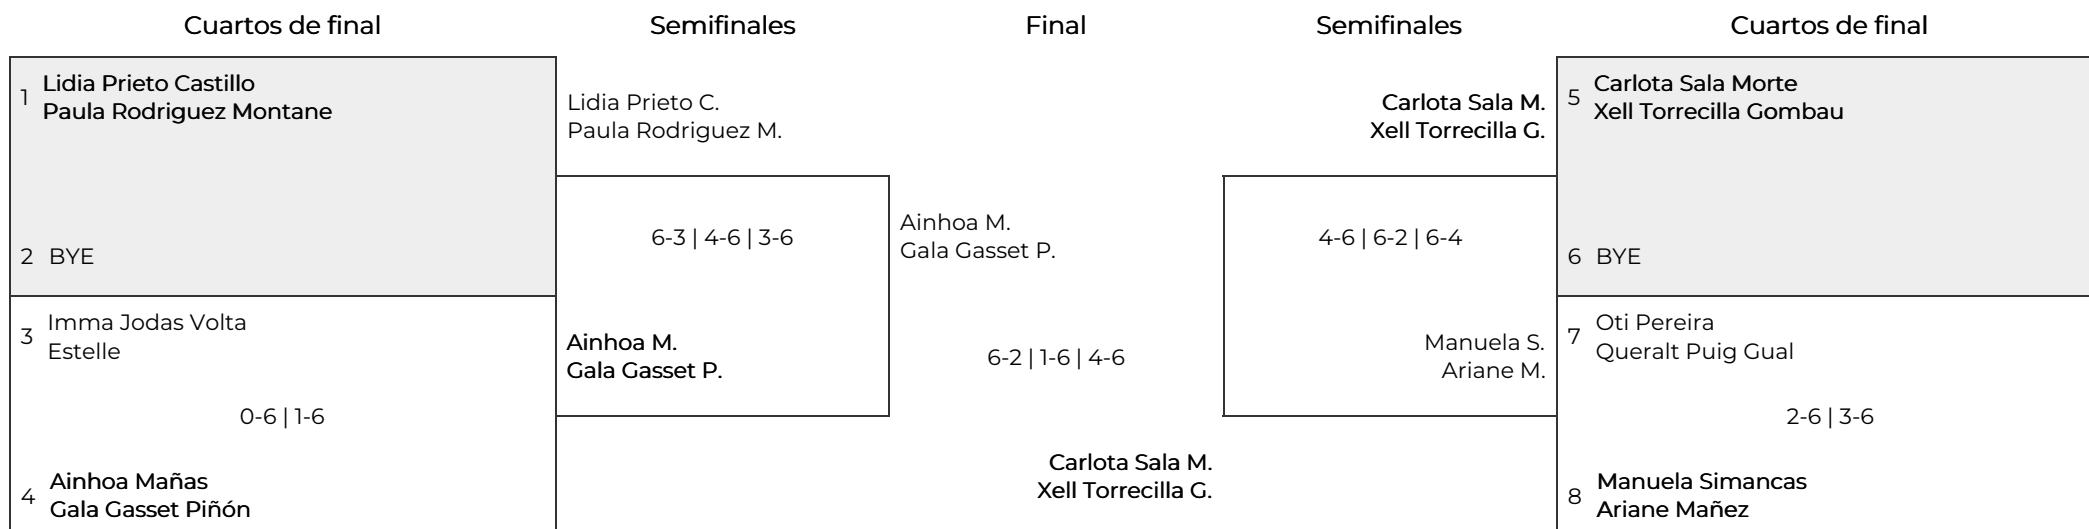 Cuartos de final
Semifinales
Final
Semifinales
Cuartos de final
1
Lidia Prieto Castillo
Paula Rodriguez Montane
2 BYE
3
Imma Jodas Volta
Estelle
0-6 | 1-6
4
Ainhoa Mañas
Gala Gasset Piñón
Lidia Prieto C.
Paula Rodriguez M.
6-3 | 4-6 | 3-6
Ainhoa M.
Gala Gasset P.
Ainhoa M.
Gala Gasset P.
6-2 | 1-6 | 4-6
Carlota Sala M.
Xell Torrecilla G.
Carlota Sala M.
Xell Torrecilla G.
4-6 | 6-2 | 6-4
Manuela S.
Ariane M.
5
Carlota Sala Morte
Xell Torrecilla Gombau
6 BYE
7
Oti Pereira
Queralt Puig Gual
2-6 | 3-6
8
Manuela Simancas
Ariane Mañez